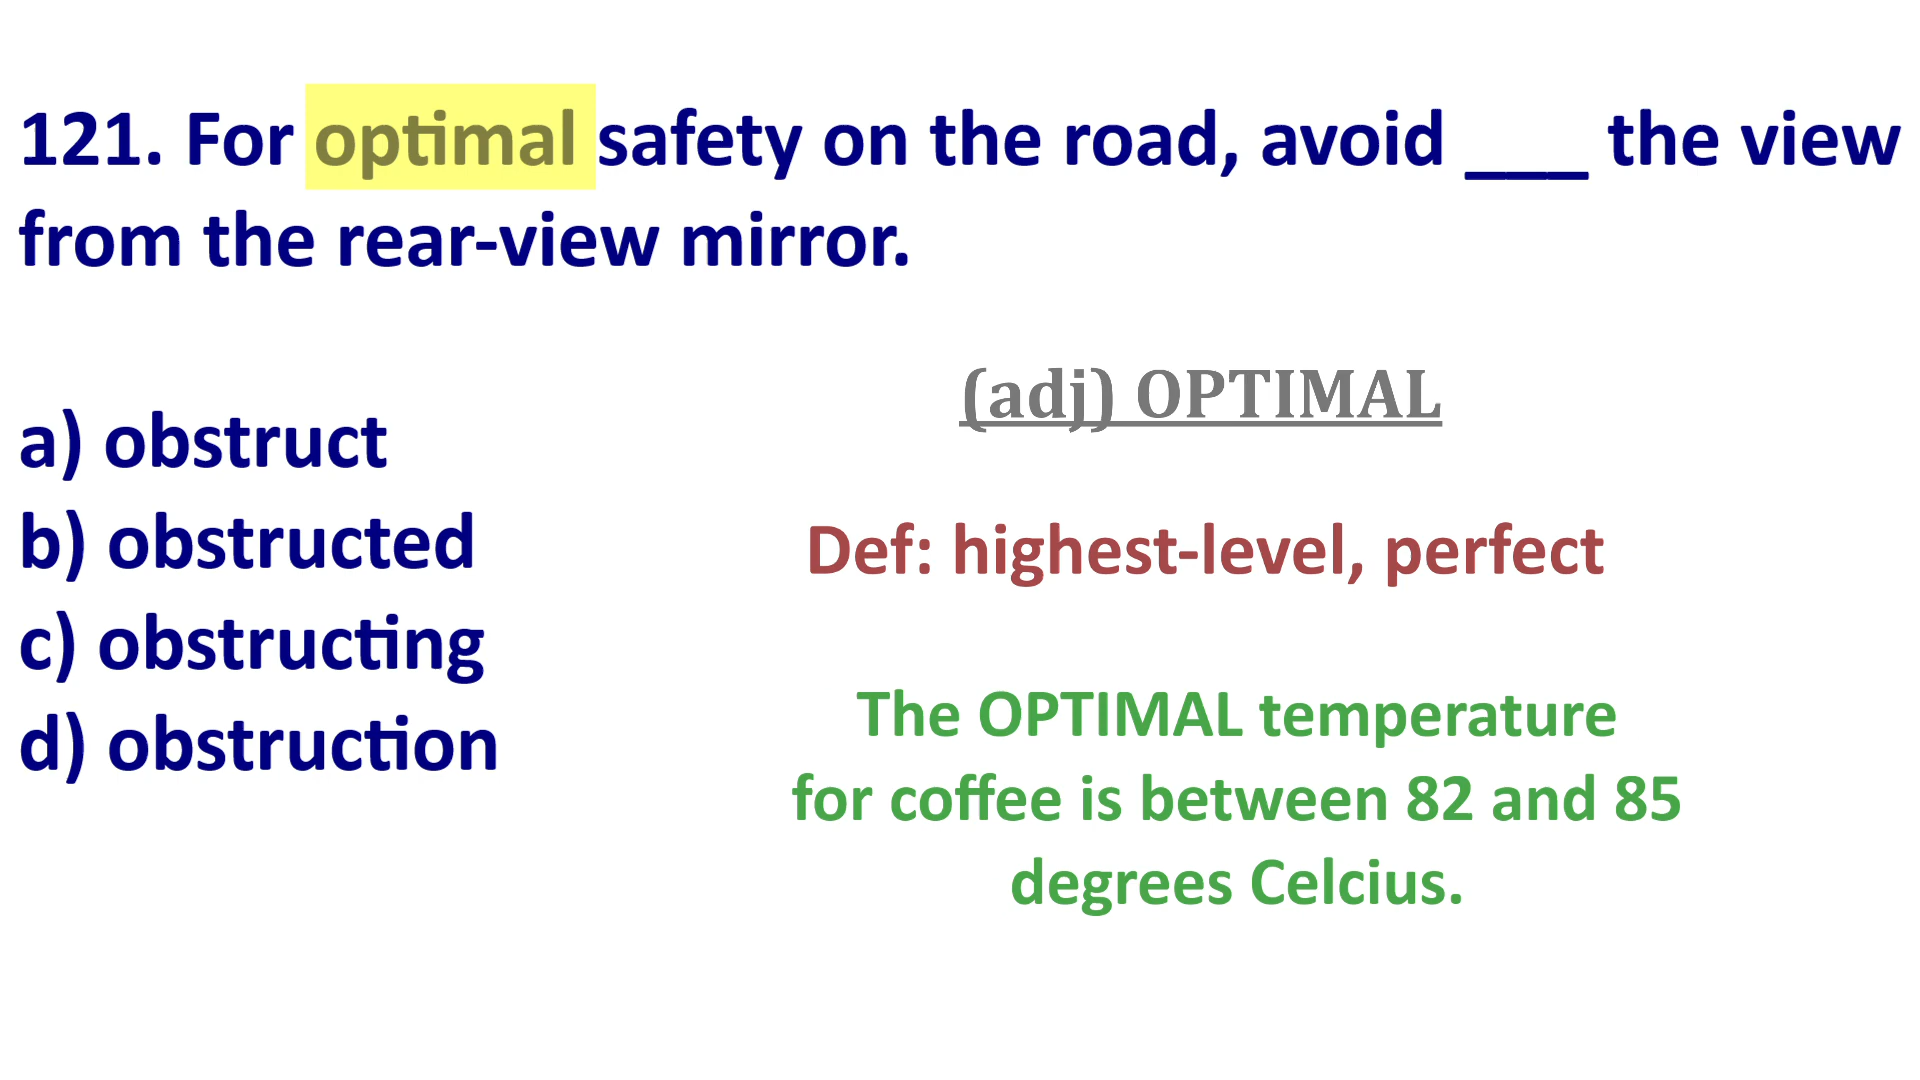 121. For optimal safety on the road, avoid ___ the view
from the rear-view mirror.
a) obstruct
b) obstructed
c) obstructing
d) obstruction
(adj) OPTIMAL
Def: highest-level, perfect
The OPTIMAL temperature
for coffee is between 82 and 85
degrees Celcius.